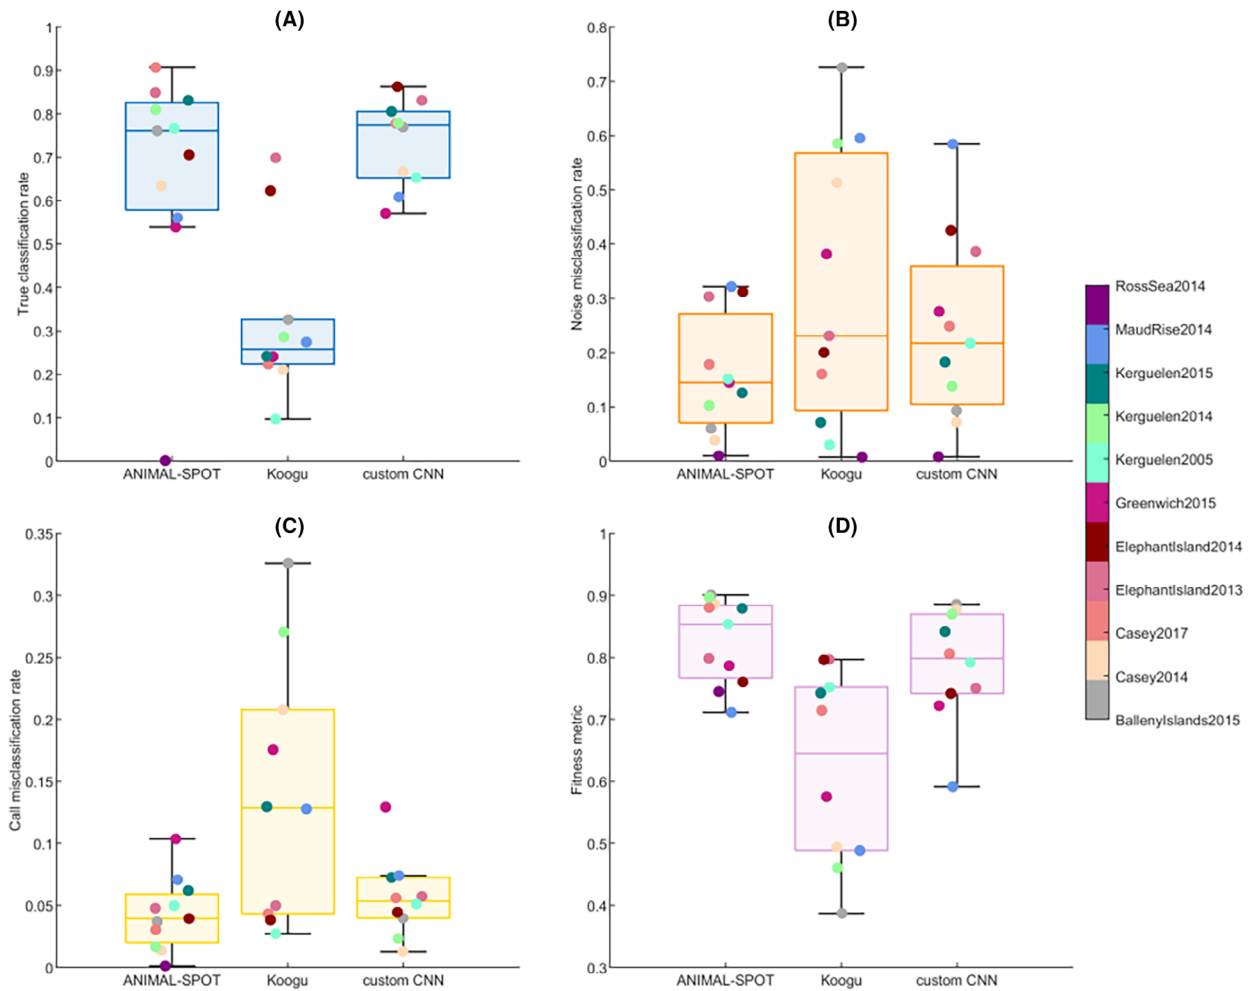 (A)
1
0.9
0.8
0.7
0.6
0.5
0.4
0.3
0.2
0.1
0
True classification rate
ANIMAL-SPOT
Koogu
custom CNN
(B)
0.8
0.7
0.6
0.5
0.4
0.3
0.2
0.1
0
Noise misclassification rate
ANIMAL-SPOT
Koogu
custom CNN
(C)
0.35
0.3
0.25
0.2
0.15
0.1
0.05
0
Call misclassification rate
ANIMAL-SPOT
Koogu
custom CNN
(D)
1
0.9
0.8
0.7
0.6
0.5
0.4
0.3
Fitness metric
ANIMAL-SPOT
Koogu
custom CNN
RossSea2014
MaudRise2014
Kerguelen2015
Kerguelen2014
Kerguelen2005
Greenwich2015
ElephantIsland2014
ElephantIsland2013
Casey2017
Casey2014
BallenyIslands2015